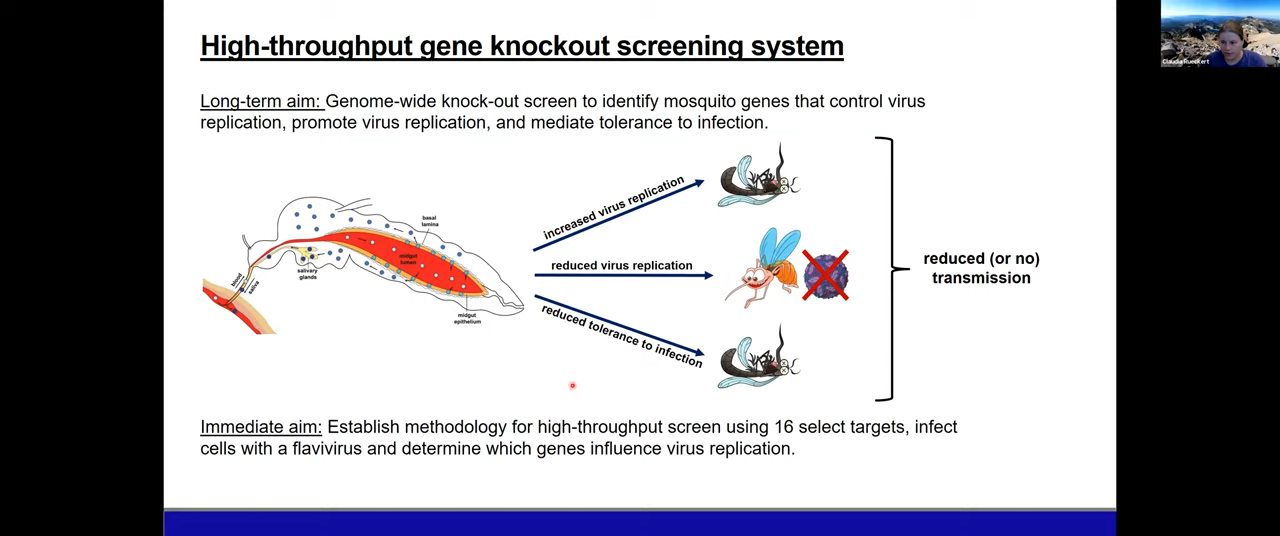 High-throughput gene knockout screening system
Claudia Rueckert
Long-term aim: Genome-wide knock-out screen to identify mosquito genes that control virus
replication, promote virus replication, and mediate tolerance to infection.
increased virus replication
basal
lamina
midgut
lumen
reduced (or no)
transmission
reduced virus replication
salivary
glands
blood
saliva
midgut
epithelium
reduced tolerance to infection
Immediate aim: Establish methodology for high-throughput screen using 16 select targets, infect
cells with a flavivirus and determine which genes influence virus replication.